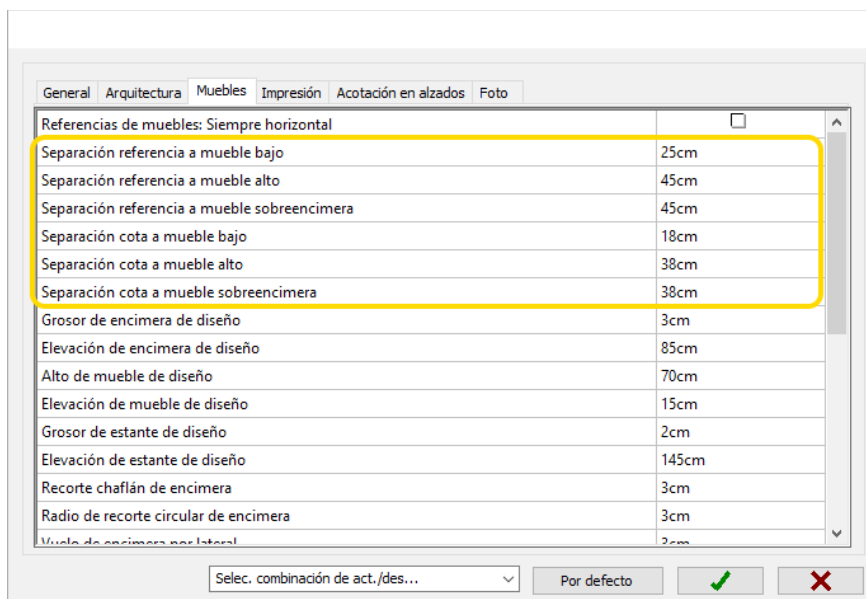 General Arquitectura Muebles Impresión Acotación en alzados Foto
Referencias de muebles: Siempre horizontal
Separación referencia a mueble bajo 25cm
Separación referencia a mueble alto 45cm
Separación referencia a mueble sobreencimera 45cm
Separación cota a mueble bajo 18cm
Separación cota a mueble alto 38cm
Separación cota a mueble sobreencimera 38cm
Grosor de encimera de diseño 3cm
Elevación de encimera de diseño 85cm
Alto de mueble de diseño 70cm
Elevación de mueble de diseño 15cm
Grosor de estante de diseño 2cm
Elevación de estante de diseño 145cm
Recorte chaflán de encimera 3cm
Radio de recorte circular de encimera 3cm
Vuelo de encimera por lateral
Selec. combinación de act./des... Por defecto